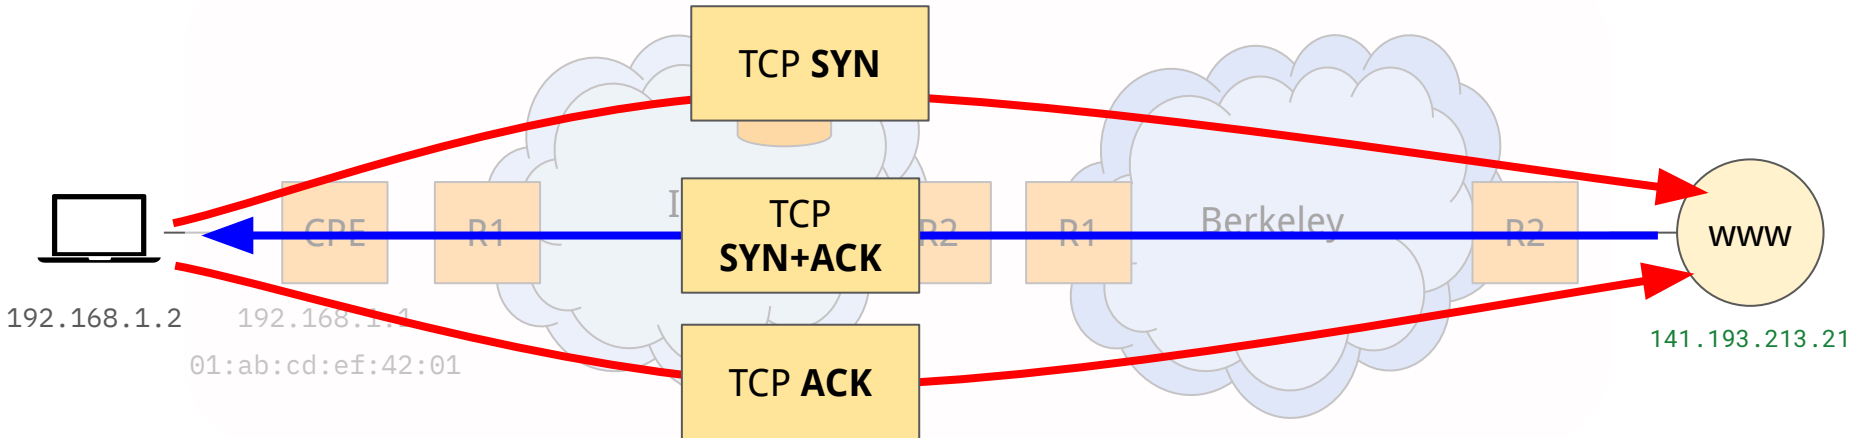 TCP SYN
CPE
R1
TCP
SYN+ACK
R2
R1
Berkeley
R2
www
192.168.1.2
192.168.1.1
01:ab:cd:ef:42:01
141.193.213.21
TCP ACK